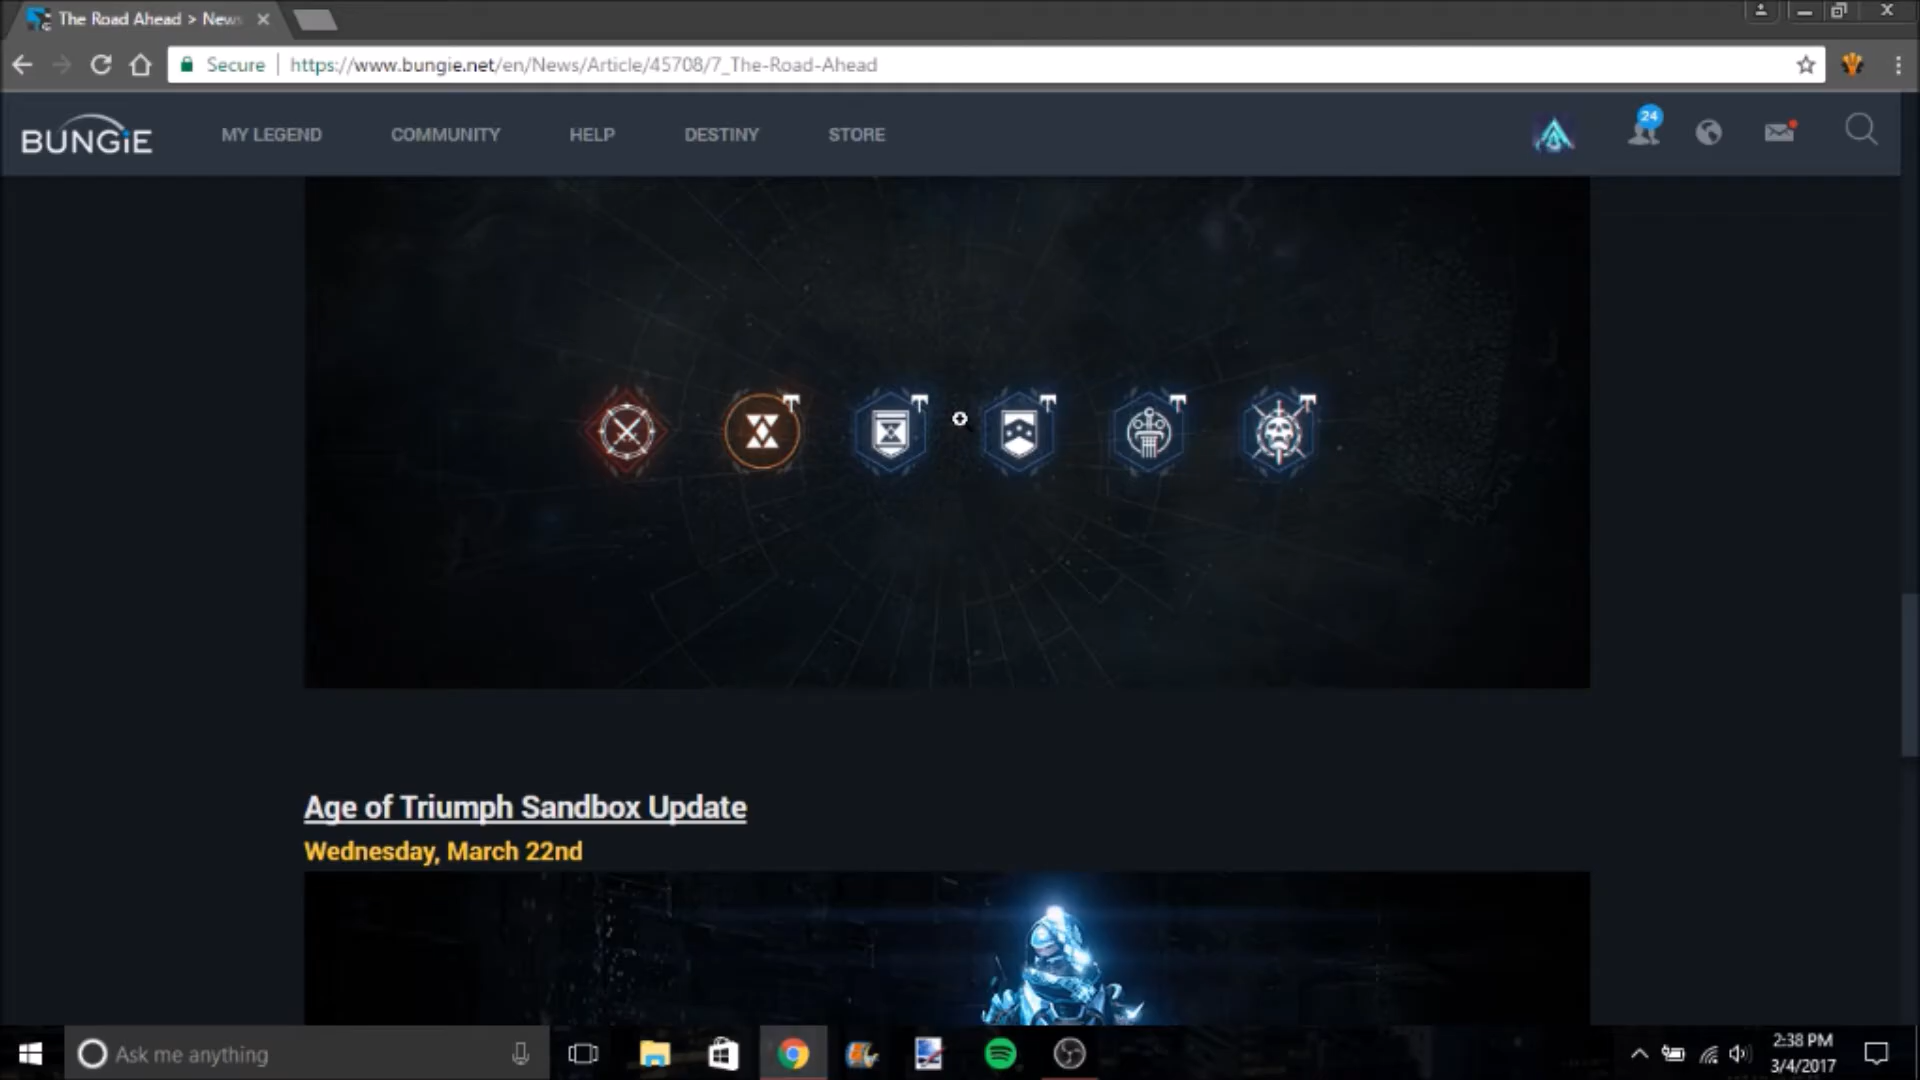 The Road Ahead > News
Secure | https://www.bungie.net/en/News/Article/45708/7_The-Road-Ahead
BUNGiE
MY LEGEND
COMMUNITY
HELP
DESTINY
STORE
24
Age of Triumph Sandbox Update
Wednesday, March 22nd
Ask me anything
2:38 PM
3/4/2017